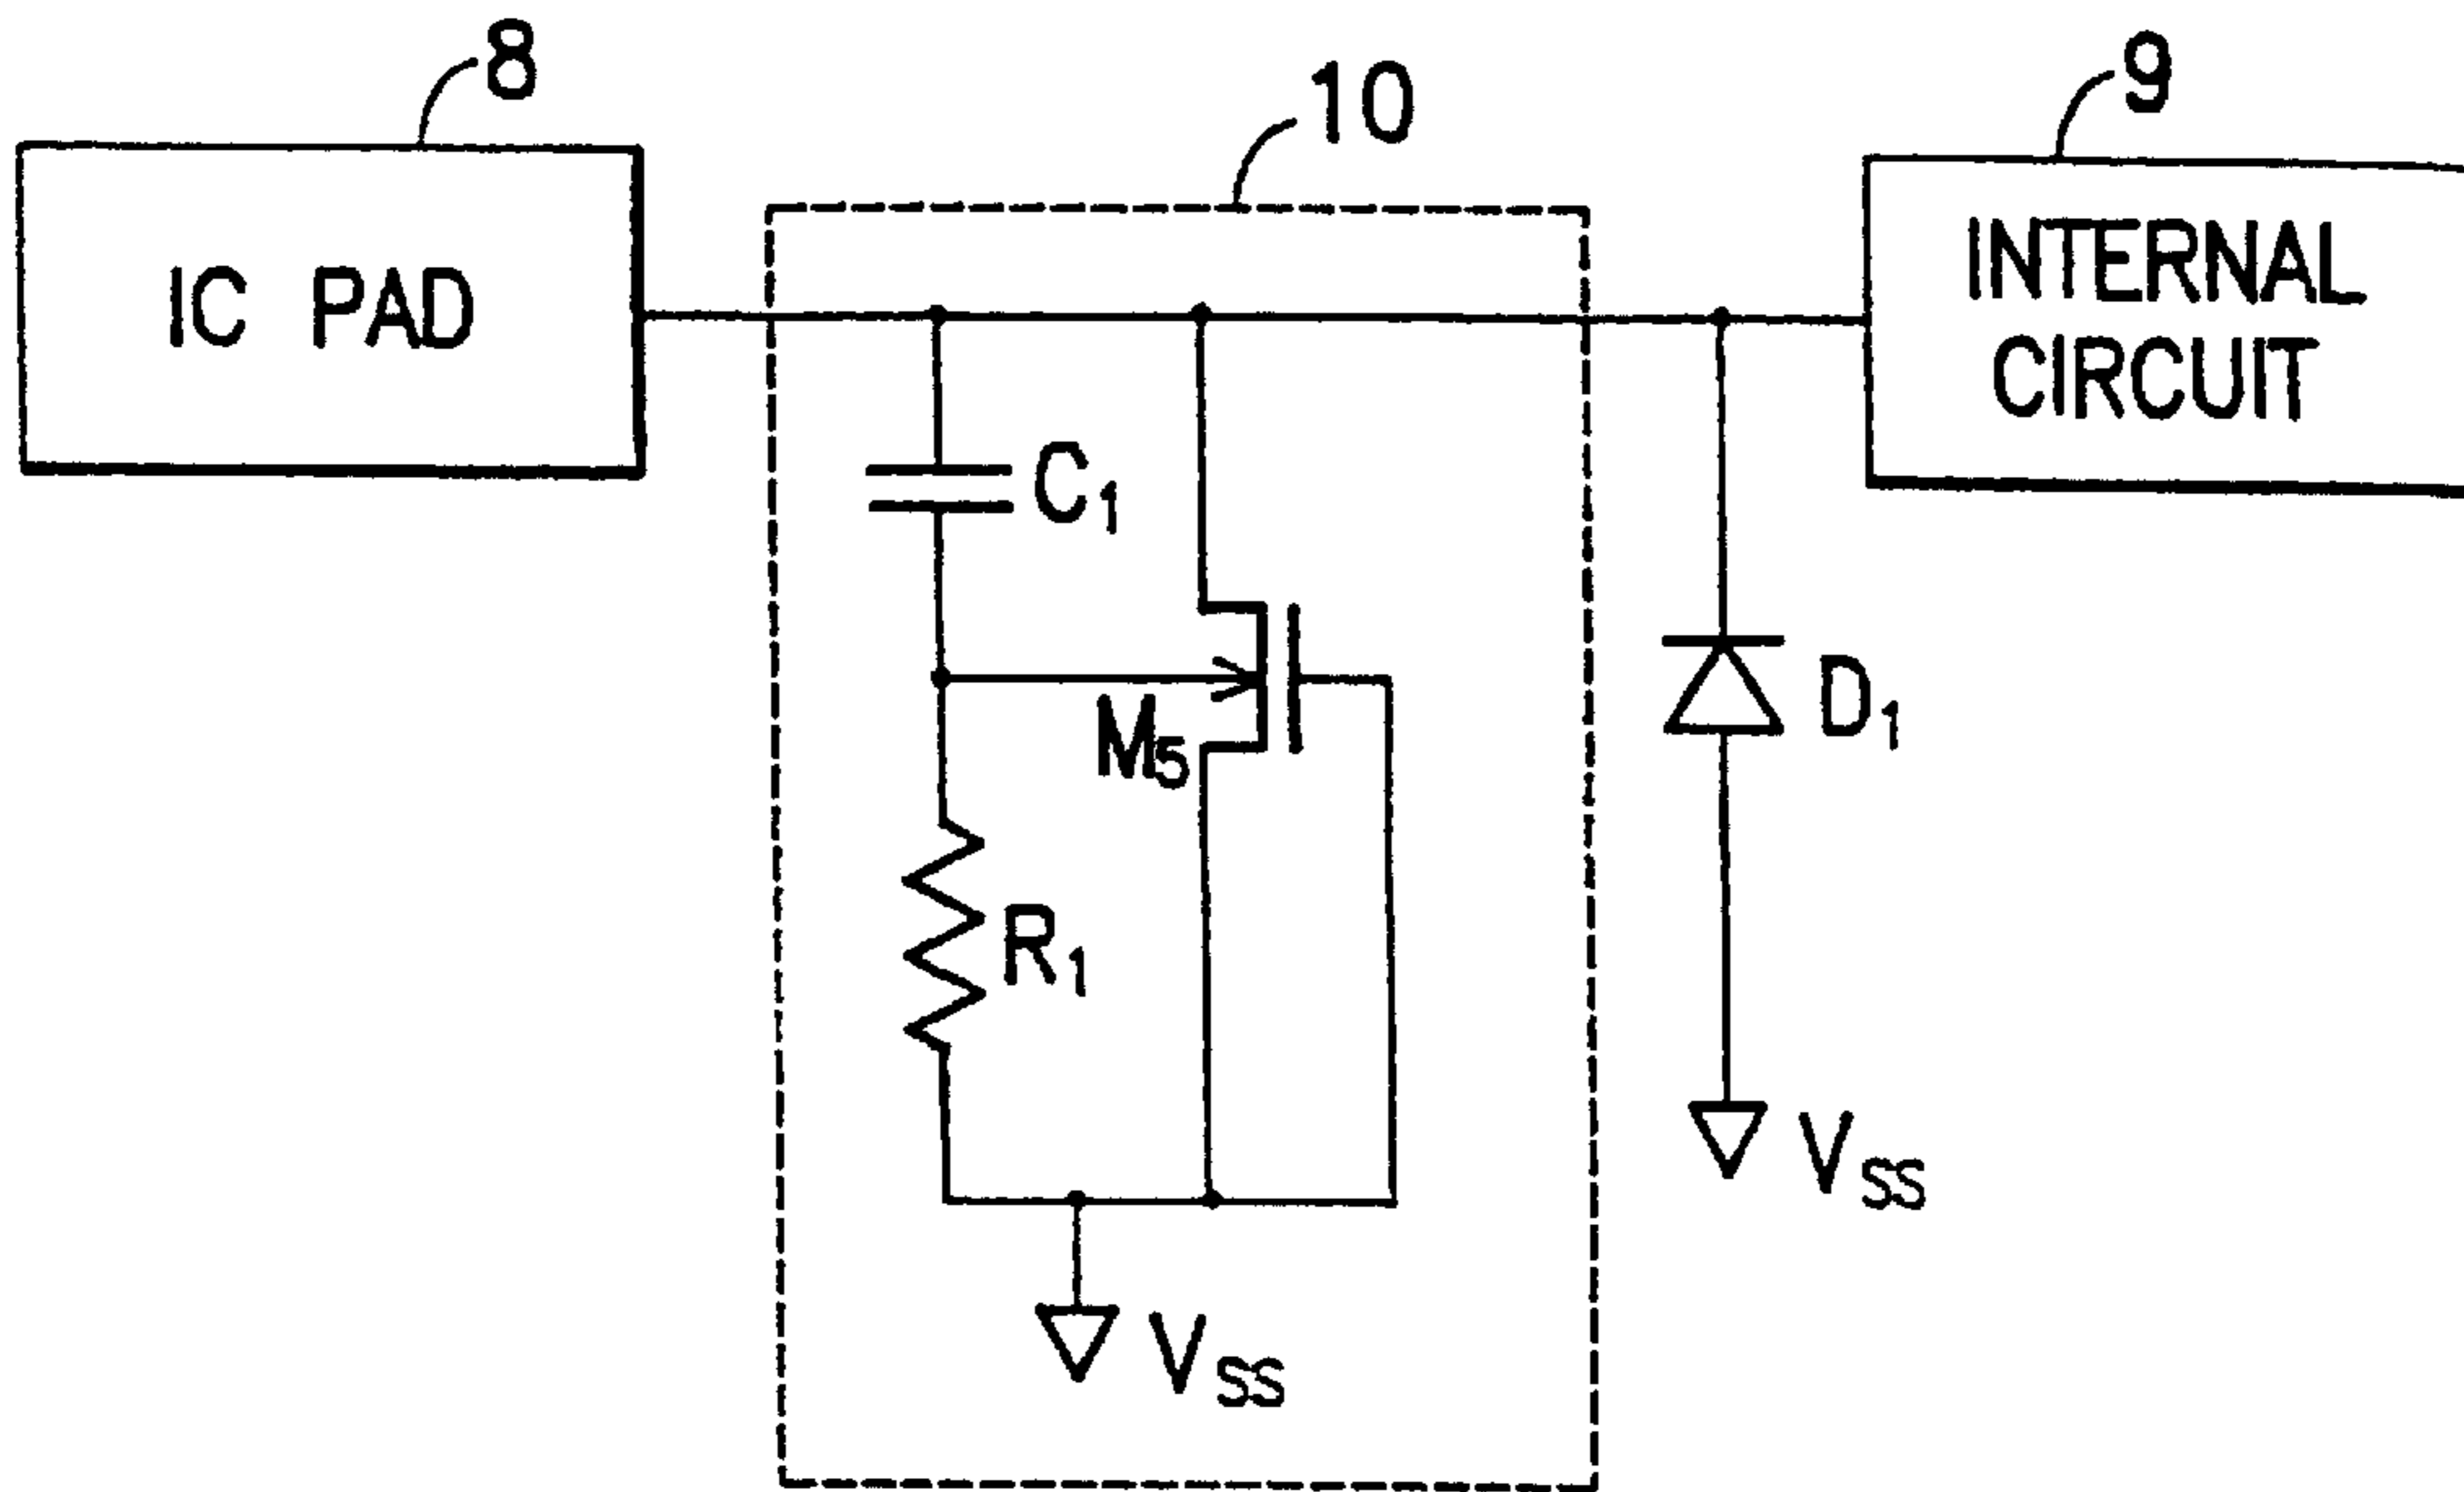 8
10
9
IC PAD
INTERNAL
CIRCUIT
C1
M5
D1
R1
VSS
VSS